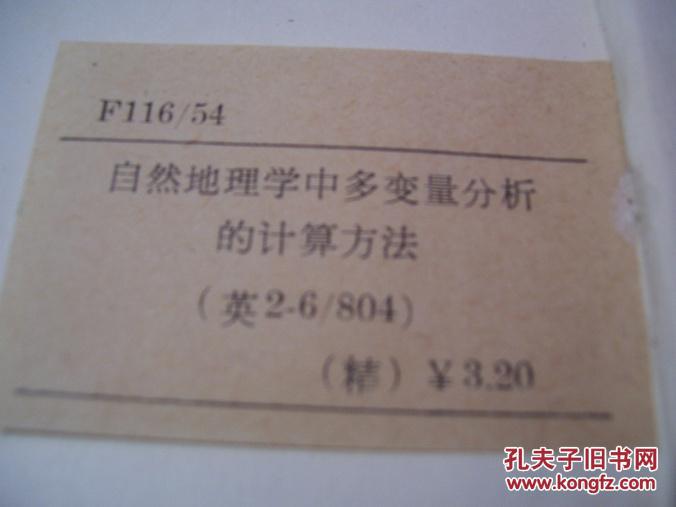 F116/54
自然地理学中多变量分析
的计算方法
（英2-6/804）
（精）￥3.20
孔夫子旧书网
www.kongfz.com